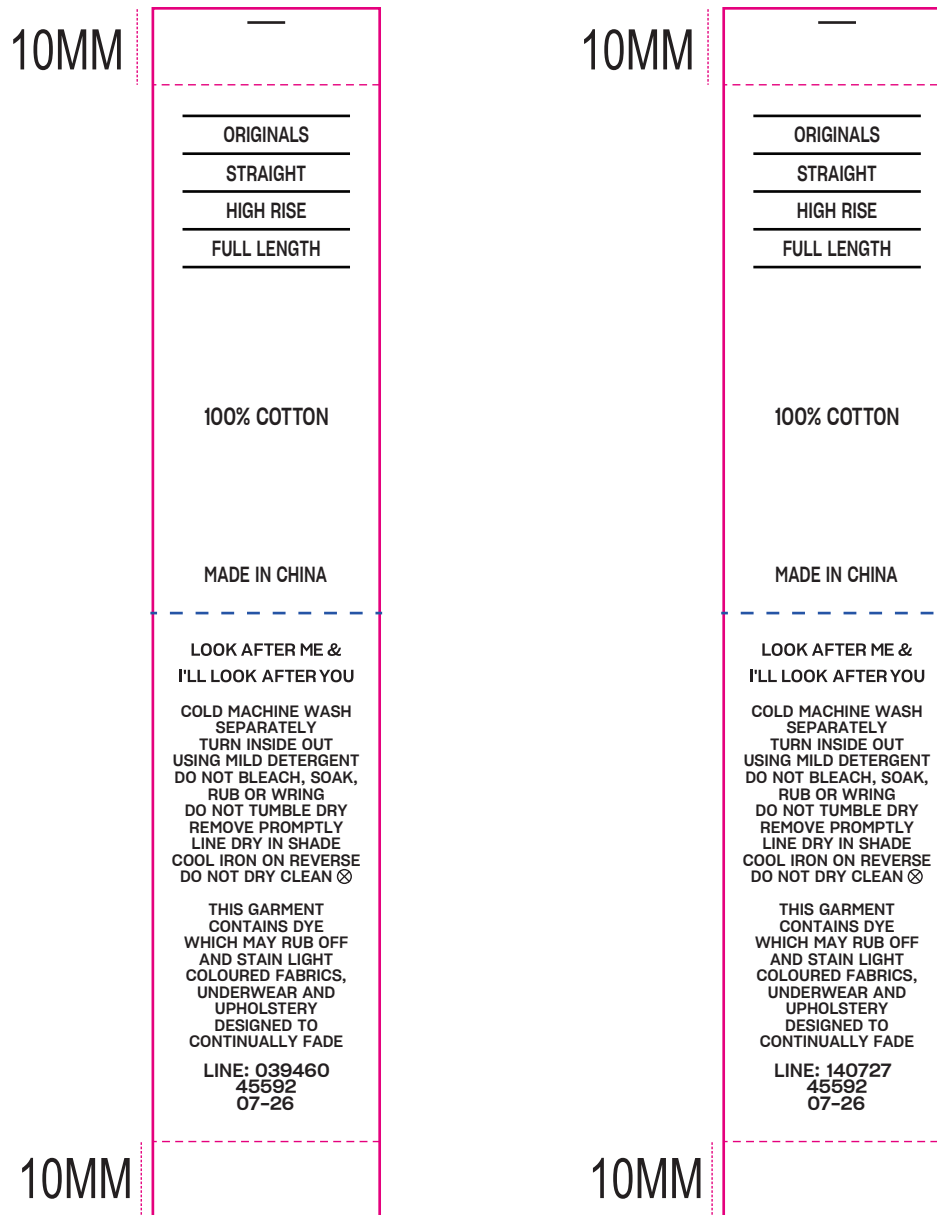 10MM
ORIGINALS
STRAIGHT
HIGH RISE
FULL LENGTH
100% COTTON
MADE IN CHINA
LOOK AFTER ME &
I'LL LOOK AFTER YOU
COLD MACHINE WASH
SEPARATELY
TURN INSIDE OUT
USING MILD DETERGENT
DO NOT BLEACH, SOAK,
RUB OR WRING
DO NOT TUMBLE DRY
REMOVE PROMPTLY
LINE DRY IN SHADE
COOL IRON ON REVERSE
DO NOT DRY CLEAN ⊗
THIS GARMENT
CONTAINS DYE
WHICH MAY RUB OFF
AND STAIN LIGHT
COLOURED FABRICS,
UNDERWEAR AND
UPHOLSTERY
DESIGNED TO
CONTINUALLY FADE
LINE: 039460
45592
07-26
10MM
10MM
ORIGINALS
STRAIGHT
HIGH RISE
FULL LENGTH
100% COTTON
MADE IN CHINA
LOOK AFTER ME &
I'LL LOOK AFTER YOU
COLD MACHINE WASH
SEPARATELY
TURN INSIDE OUT
USING MILD DETERGENT
DO NOT BLEACH, SOAK,
RUB OR WRING
DO NOT TUMBLE DRY
REMOVE PROMPTLY
LINE DRY IN SHADE
COOL IRON ON REVERSE
DO NOT DRY CLEAN ⊗
THIS GARMENT
CONTAINS DYE
WHICH MAY RUB OFF
AND STAIN LIGHT
COLOURED FABRICS,
UNDERWEAR AND
UPHOLSTERY
DESIGNED TO
CONTINUALLY FADE
LINE: 140727
45592
07-26
10MM